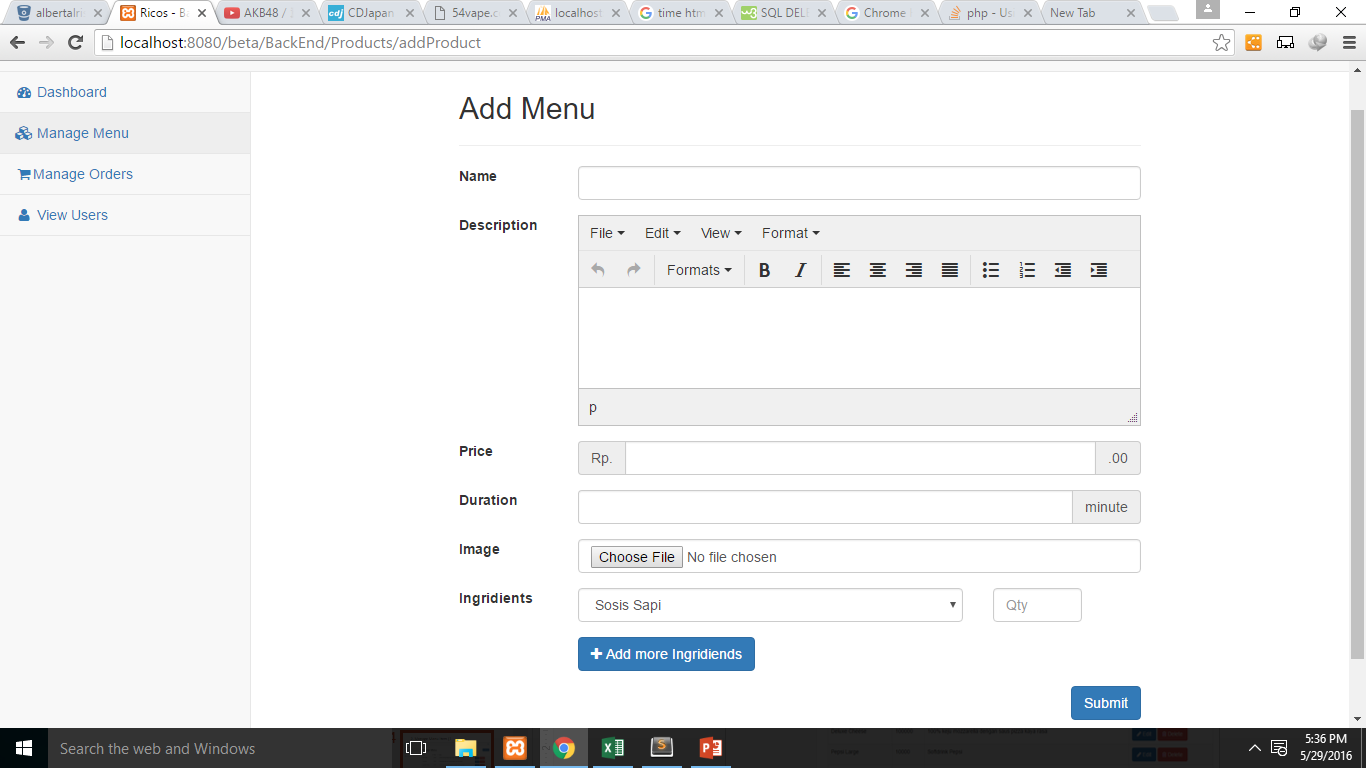 albertalri Ricos - Ba AKB48 / J CDJapan 54vape.c localhost time htm SQL DELE Chrome php - Us New Tab
localhost:8080/beta/BackEnd/Products/addProduct
Dashboard
Manage Menu
Manage Orders
View Users
Add Menu
Name
Description
File Edit View Format
Formats B I
p
Price Rp. .00
Duration minute
Image Choose File No file chosen
Ingridients Sosis Sapi Qty
Add more Ingridiends
Submit
Search the web and Windows
5:36 PM
5/29/2016